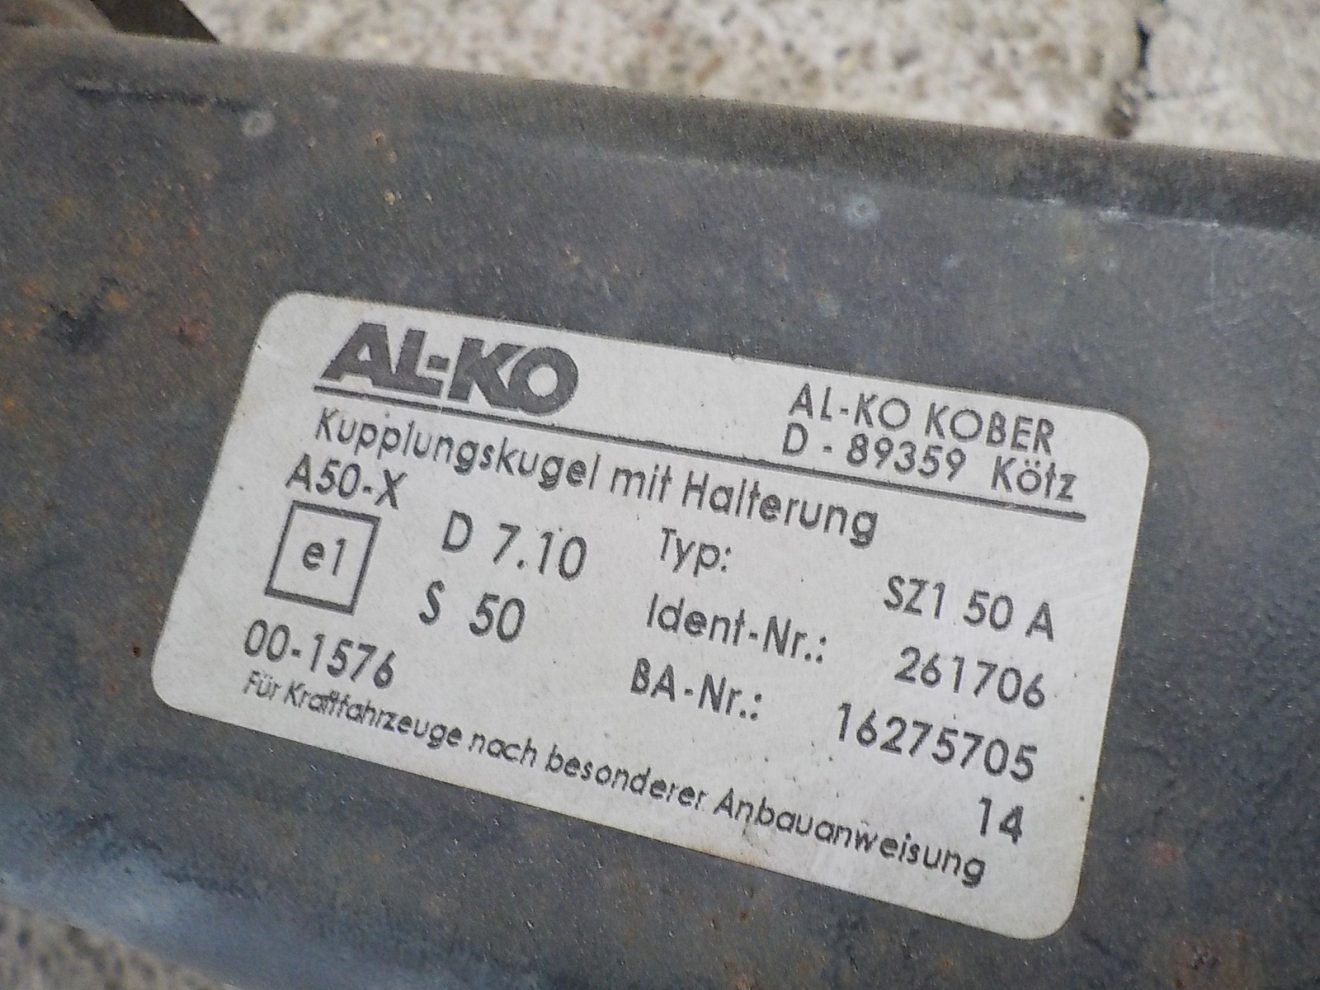 AL-KO
AL-KO KOBER
D - 89359 Kötz
Kupplungskugel mit Halterung
A50-X
e1
D 7.10
Typ: SZ1 50 A
S 50
Ident-Nr.: 261706
00-1576
BA-Nr.: 16275705
14
Für Kraftfahrzeuge nach besonderer Anbauanweisung